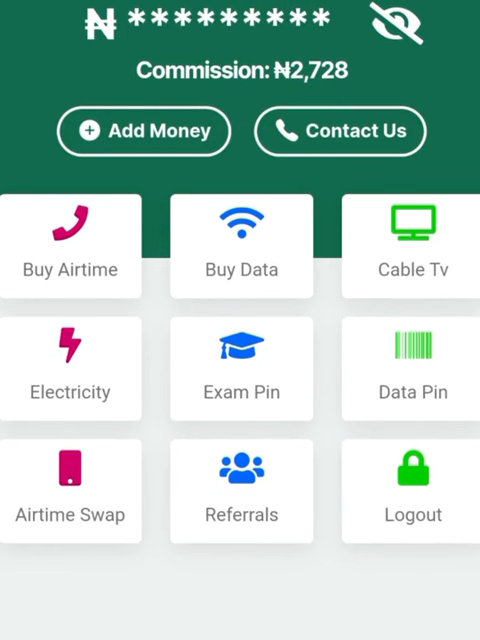 ₦ *********
Commission: ₦2,728
Add Money Contact Us
Buy Airtime Buy Data Cable Tv
Electricity Exam Pin Data Pin
Airtime Swap Referrals Logout